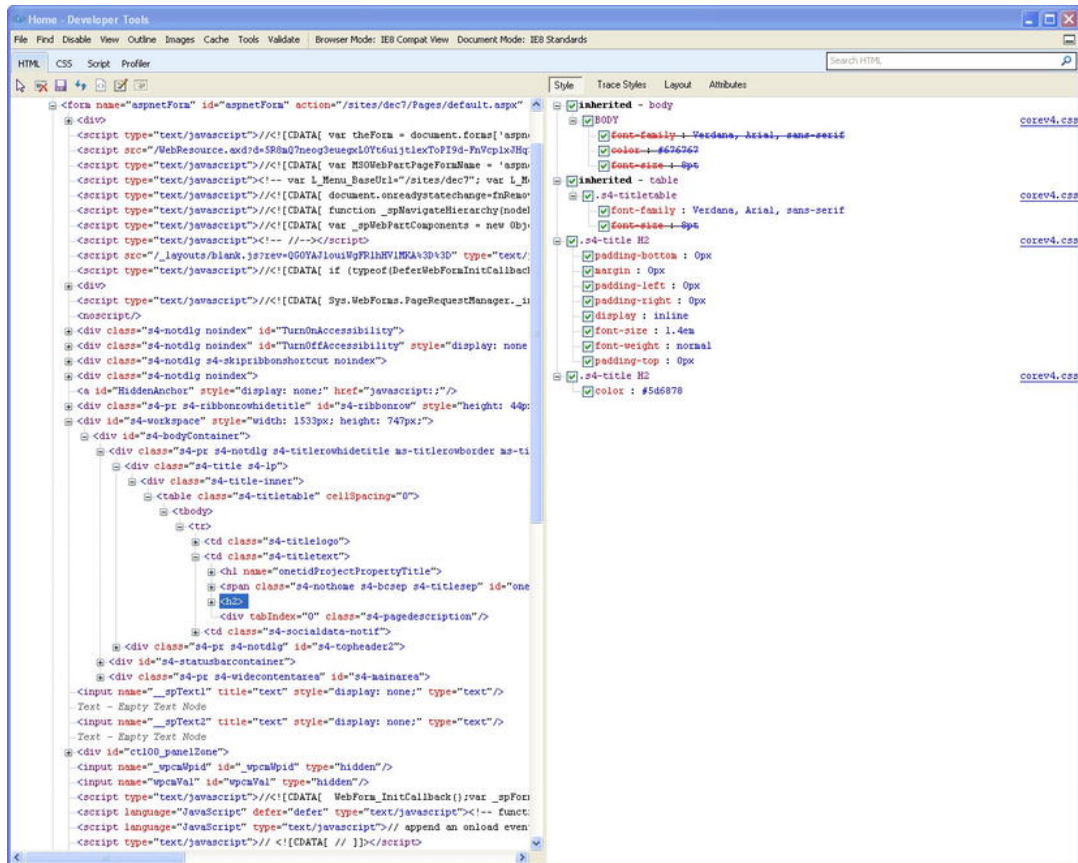 Home - Developer Tools
File Find Disable View Outline Images Cache Tools Validate Browser Mode: IE8 Compat View Document Mode: IE8 Standards
HTML CSS Script Profiler
Search HTML
Style Trace Styles Layout Attributes
<form name="aspnetForm" id="aspnetForm" action="/sites/dec7/Pages/default.aspx"
<div>
<script type="text/javascript">//<![CDATA[ var theForm = document.forms['aspn
<script src="/WebResource.axd?
<script type="text/javascript">//<![CDATA[ var MSOWebPartPageFormName = 'aspn
<script type="text/javascript"><!-- var L_Menu_BaseUrl="/sites/dec7"; var L_M
<script type="text/javascript">//<![CDATA[ document.onreadystatechange=fnRemo
<script type="text/javascript">//<![CDATA[ function _spNavigateHierarchy(node
<script type="text/javascript">//<![CDATA[ var _spWebPartComponents = new Obj
<script type="text/javascript"><!-- //--></script>
<script src="/_layouts/blank.js?rev=QGOYAJlouiWgFRlhHVlMKA%3D%3D" type="text/j
<script type="text/javascript">//<![CDATA[ if (typeof(DeferWebFormInitCallbac
<div>
<script type="text/javascript">//<![CDATA[ Sys.WebForms.PageRequestManager._in
<noscript/>
<div class="s4-notdlg noindex" id="TurnOnAccessibility">
<div class="s4-notdlg noindex" id="TurnOffAccessibility" style="display: none
<div class="s4-notdlg s4-skipribbonshortcut noindex">
<div class="s4-notdlg noindex">
<a id="HiddenAnchor" style="display: none;" href="javascript:;"/>
<div class="s4-pr s4-ribbonrowhidetitle" id="s4-ribbonrow" style="height: 44p
<div id="s4-workspace" style="width: 1533px; height: 747px;">
<div id="s4-bodyContainer">
<div class="s4-pr s4-notdlg s4-titlerowhidetitle ms-titlerowborder ms-ti
<div class="s4-title s4-lp">
<div class="s4-title-inner">
<table class="s4-titletable" cellSpacing="0">
<tbody>
<tr>
<td class="s4-titlelogo">
<td class="s4-titletext">
<h1 name="onetidProjectPropertyTitle">
<span class="s4-nothome s4-bcsep s4-titlesep" id="one
<h2>
<div tabIndex="0" class="s4-pagedescription"/>
<td class="s4-socialdata-notif">
<div class="s4-pr s4-notdlg" id="s4-topheader2">
<div id="s4-statusbarcontainer">
<div class="s4-pr s4-widecontentarea" id="s4-mainarea">
<input name="__spText1" title="text" style="display: none;" type="text"/>
Text - Empty Text Node
<input name="__spText2" title="text" style="display: none;" type="text"/>
Text - Empty Text Node
<div id="ctl00_panelZone">
<input name="_wpcmWpid" id="_wpcmWpid" type="hidden"/>
<input name="wpcmVal" id="wpcmVal" type="hidden"/>
<script type="text/javascript">//<![CDATA[ WebForm_InitCallback();var _spFor
<script language="JavaScript" defer="defer" type="text/javascript"><!-- funct
<script language="JavaScript" type="text/javascript">// append an onload even
<script type="text/javascript">// <![CDATA[ // ]]></script>
inherited - body
BODY corev4.css
font-family : Verdana, Arial, sans-serif
color : #676767
font-size : 8pt
inherited - table
.s4-titletable corev4.css
font-family : Verdana, Arial, sans-serif
font-size : 8pt
.s4-title H2 corev4.css
padding-bottom : 0px
margin : 0px
padding-left : 0px
padding-right : 0px
display : inline
font-size : 1.4em
font-weight : normal
padding-top : 0px
.s4-title H2 corev4.css
color : #5d6878